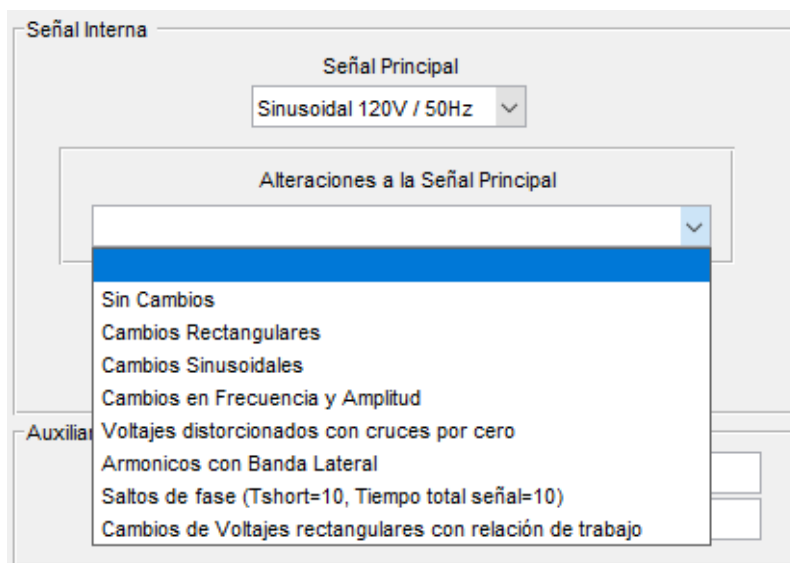 Señal Interna
Señal Principal
Sinusoidal 120V / 50Hz
Alteraciones a la Señal Principal
Sin Cambios
Cambios Rectangulares
Cambios Sinusoidales
Cambios en Frecuencia y Amplitud
Auxiliar
Voltajes distorcionados con cruces por cero
Armonicos con Banda Lateral
Saltos de fase (Tshort=10, Tiempo total señal=10)
Cambios de Voltajes rectangulares con relación de trabajo